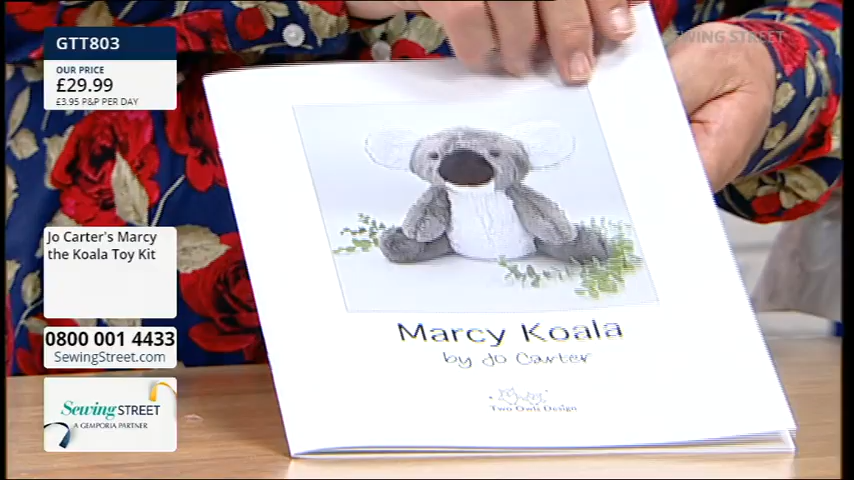 GTT803
OUR PRICE
£29.99
£3.95 P&P PER DAY
SEWING STREET
Jo Carter's Marcy
the Koala Toy Kit
0800 001 4433
SewingStreet.com
Sewing STREET
A GEMPORIA PARTNER
Marcy Koala
by Jo Carter
Two Owls Design